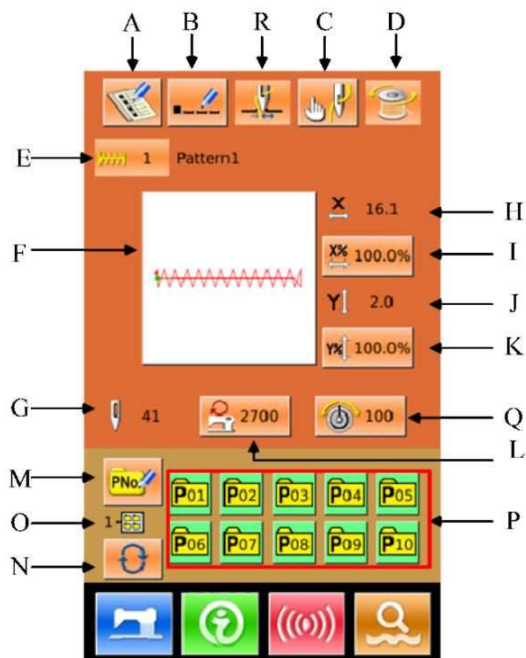 A B R C D
E 1 Pattern1
X 16.1 H
F X% 100.0% I
Y 2.0 J
Y% 100.0% K
G 41 2700 100 Q
L
M PNo. P01 P02 P03 P04 P05
O 1- P
N P06 P07 P08 P09 P10